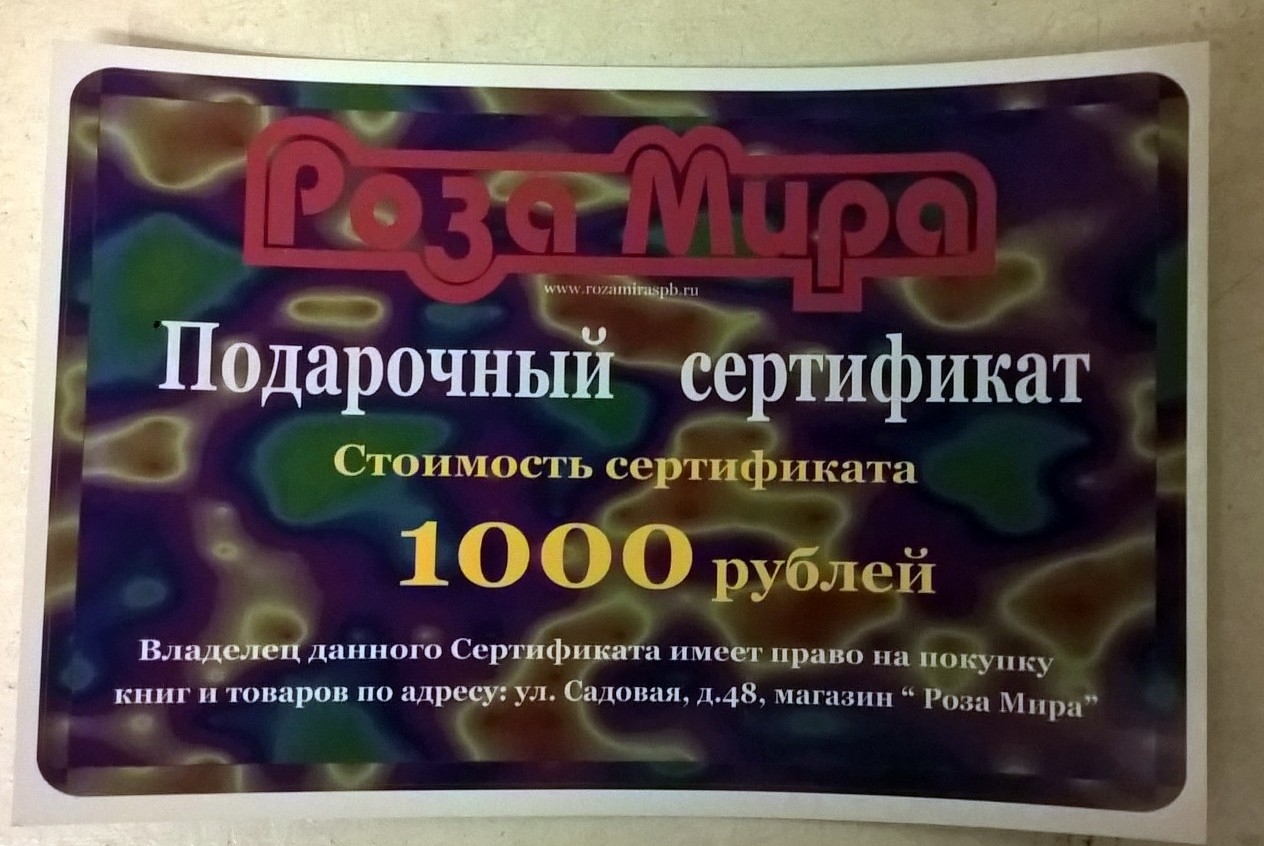 Роза Мира
www.rozamiraspb.ru
Подарочный сертификат
Стоимость сертификата
1000 рублей
Владелец данного Сертификата имеет право на покупку
книг и товаров по адресу: ул. Садовая, д.48, магазин “ Роза Мира”